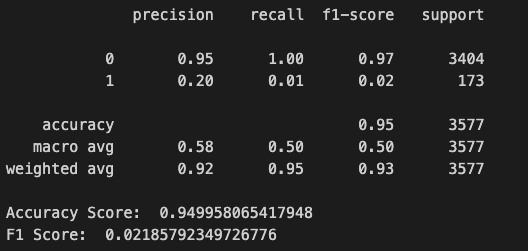 precision recall f1-score support
0 0.95 1.00 0.97 3404
1 0.20 0.01 0.02 173
accuracy 0.95 3577
macro avg 0.58 0.50 0.50 3577
weighted avg 0.92 0.95 0.93 3577
Accuracy Score: 0.949958065417948
F1 Score: 0.02185792349726776